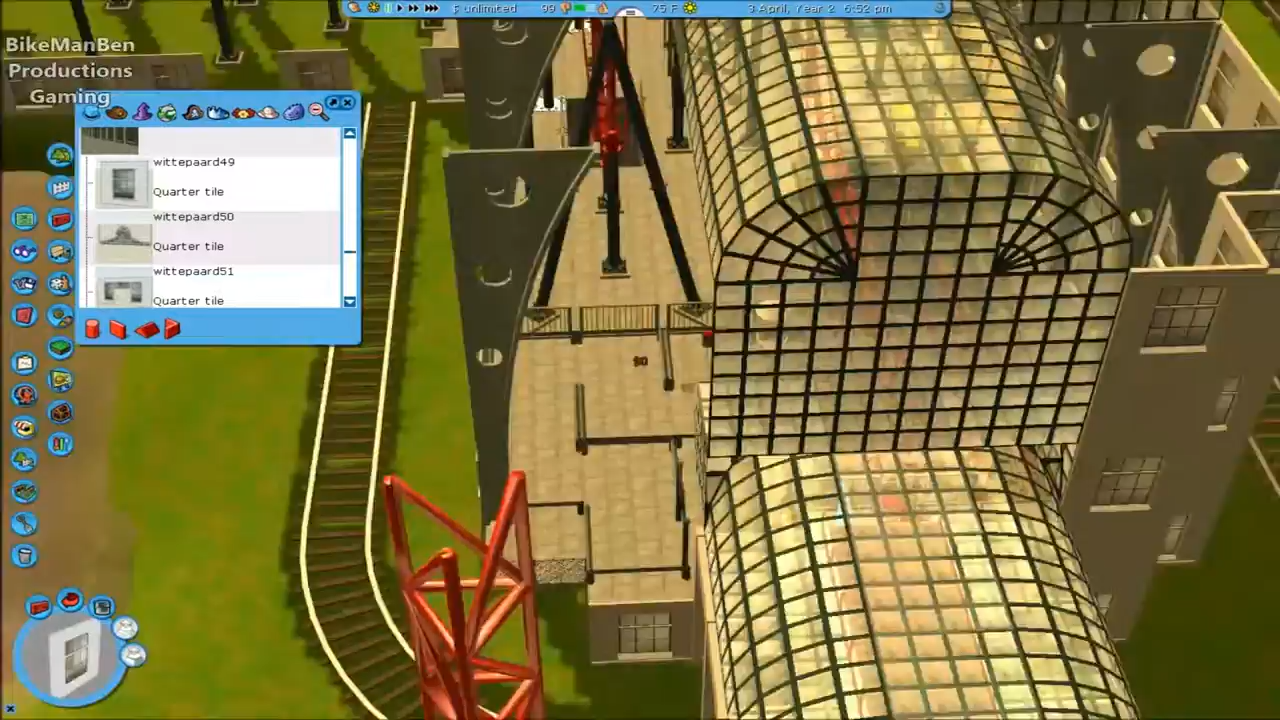 $ unlimited 99 75 F 3 April, Year 2 6:52 pm
BikeManBen
Productions
Gaming
wittepaard49
Quarter tile
wittepaard50
Quarter tile
wittepaard51
Quarter tile